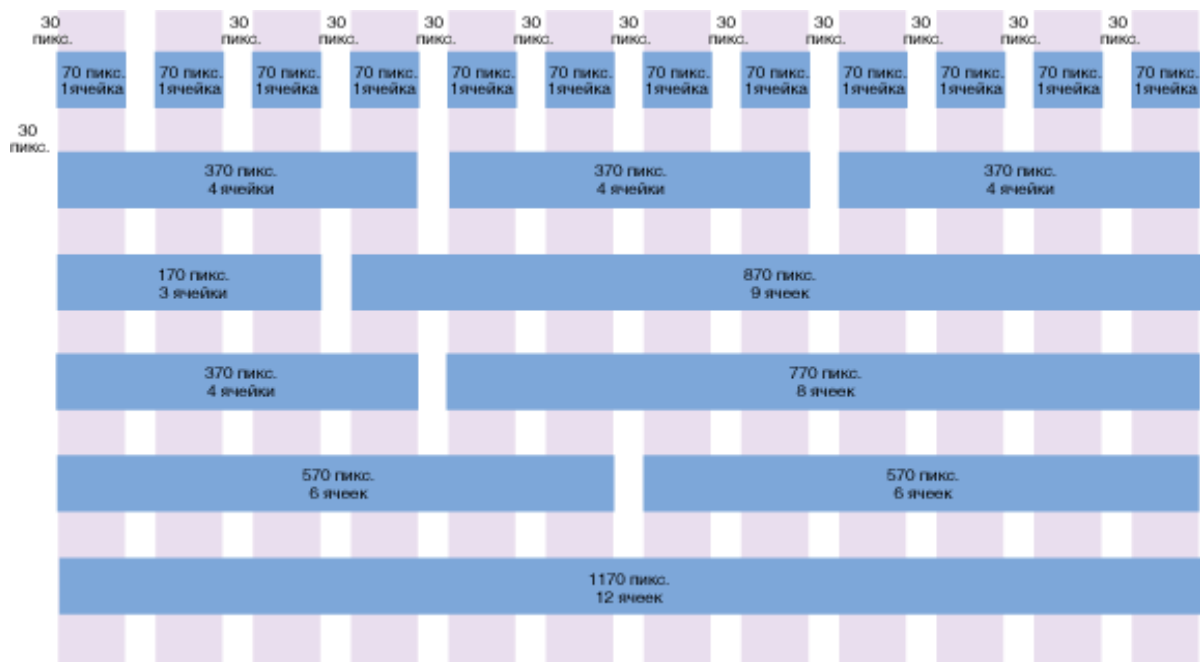 30 30 30 30 30 30 30 30 30 30 30
пикс. пикс. пикс. пикс. пикс. пикс. пикс. пикс. пикс. пикс. пикс.
70 пикс. 70 пикс. 70 пикс. 70 пикс. 70 пикс. 70 пикс. 70 пикс. 70 пикс. 70 пикс. 70 пикс. 70 пикс. 70 пикс.
1ячейка 1ячейка 1ячейка 1ячейка 1ячейка 1ячейка 1ячейка 1ячейка 1ячейка 1ячейка 1ячейка 1ячейка
30
пикс.
370 пикс. 370 пикс. 370 пикс.
4 ячейки 4 ячейки 4 ячейки
170 пикс. 870 пикс.
3 ячейки 9 ячеек
370 пикс. 770 пикс.
4 ячейки 8 ячеек
570 пикс. 570 пикс.
6 ячеек 6 ячеек
1170 пикс.
12 ячеек